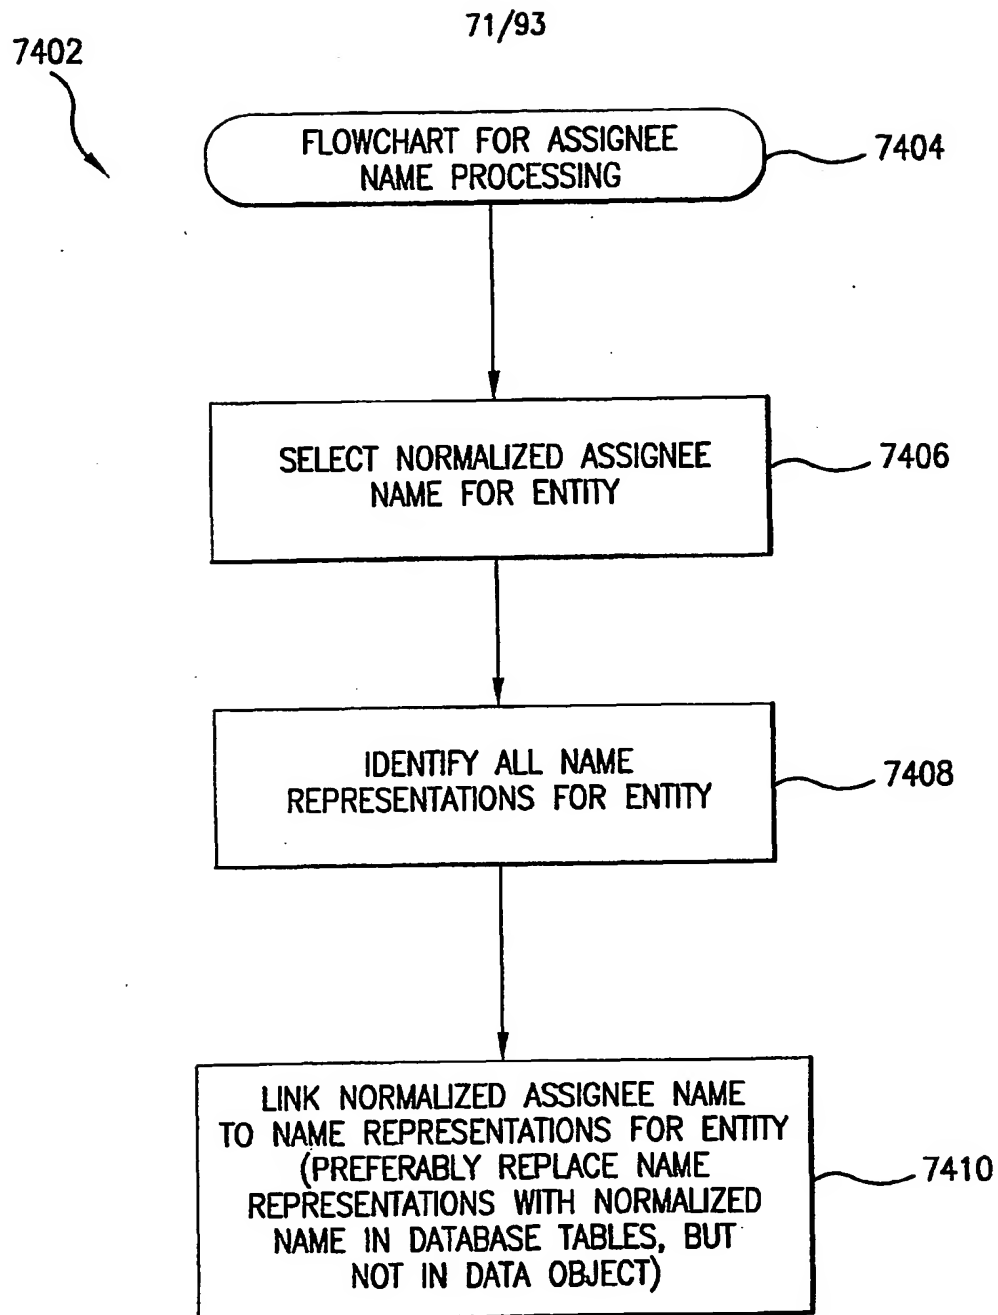 71/93
7402
FLOWCHART FOR ASSIGNEE
NAME PROCESSING
7404
SELECT NORMALIZED ASSIGNEE
NAME FOR ENTITY
7406
IDENTIFY ALL NAME
REPRESENTATIONS FOR ENTITY
7408
LINK NORMALIZED ASSIGNEE NAME
TO NAME REPRESENTATIONS FOR ENTITY
(PREFERABLY REPLACE NAME
REPRESENTATIONS WITH NORMALIZED
NAME IN DATABASE TABLES, BUT
NOT IN DATA OBJECT)
7410